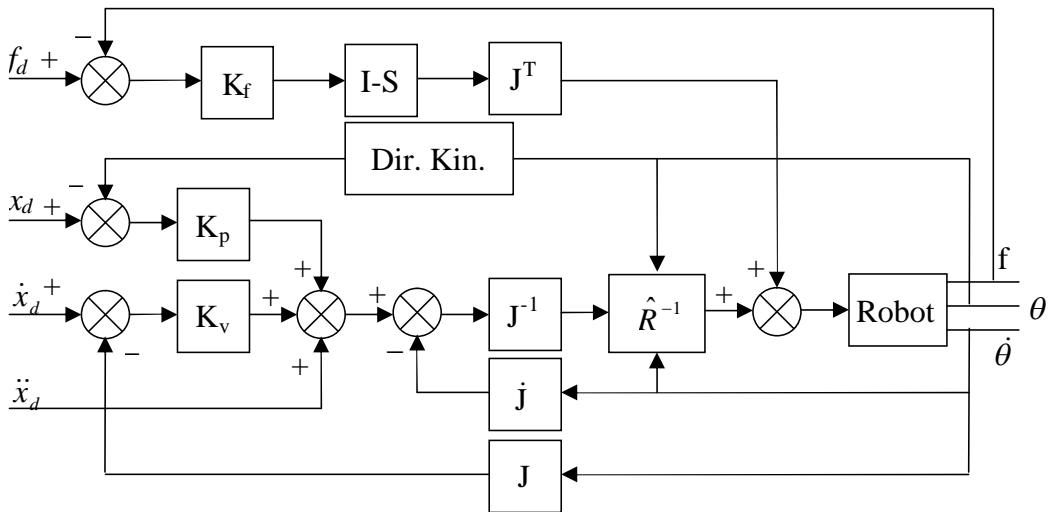 −
f_d +
K_f
I-S
J^T
Dir. Kin.
−
x_d +
K_p
+
+
f
ẋ_d +
K_v
+
+
J^-1
R̂^-1
+
Robot
θ
−
−
+
θ̇
ẍ_d
J̇
J